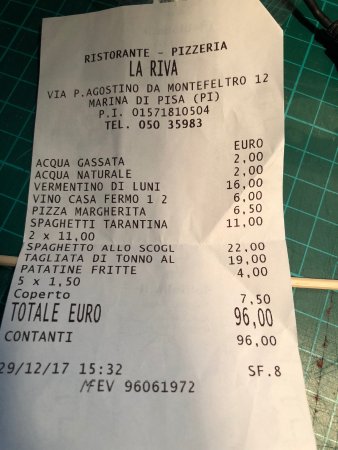 RISTORANTE - PIZZERIA
LA RIVA
VIA P.AGOSTINO DA MONTEFELTRO 12
MARINA DI PISA (PI)
P.I. 01571810504
TEL. 050 35983
EURO
ACQUA GASSATA 2,00
ACQUA NATURALE 2,00
VERMENTINO DI LUNI 16,00
VINO CASA FERMO 1 2 6,00
PIZZA MARGHERITA 6,50
SPAGHETTI TARANTINA 11,00
2 x 11,00
SPAGHETTO ALLO SCOGL 22,00
TAGLIATA DI TONNO AL 19,00
PATATINE FRITTE 4,00
5 x 1,50
Coperto 7,50
TOTALE EURO 96,00
CONTANTI 96,00
29/12/17 15:32 SF.8
MFEV 96061972